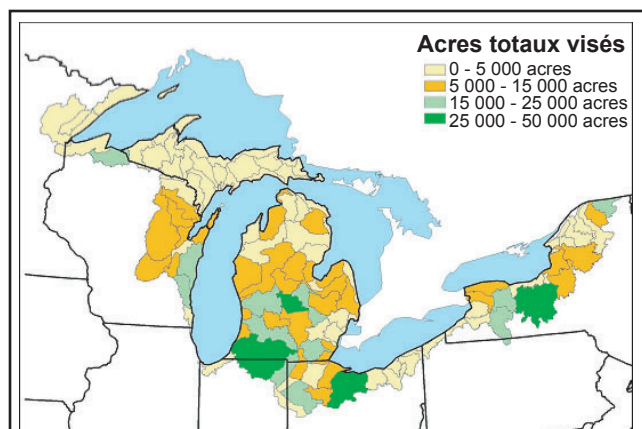 Acres totaux visés
0 - 5 000 acres
5 000 - 15 000 acres
15 000 - 25 000 acres
25 000 - 50 000 acres